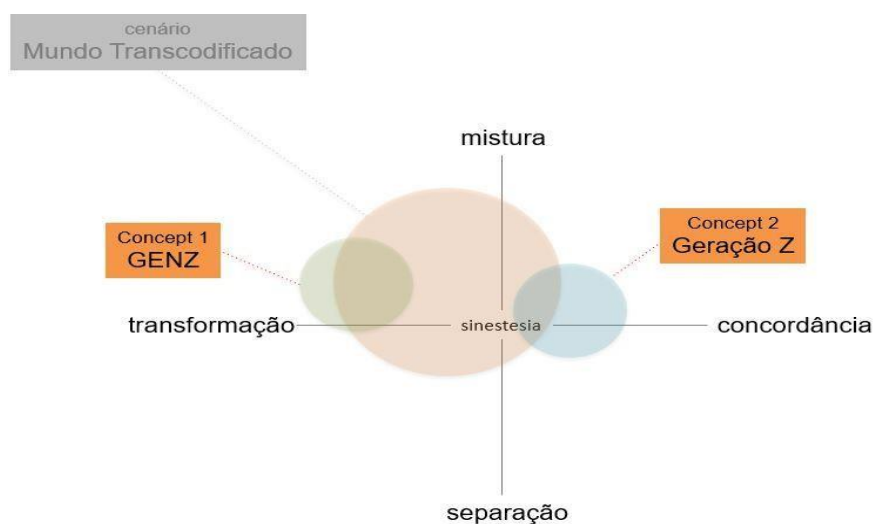 cenário
Mundo Transcodificado
mistura
Concept 1
GENZ
Concept 2
Geração Z
transformação
sinestesia
concordância
separação